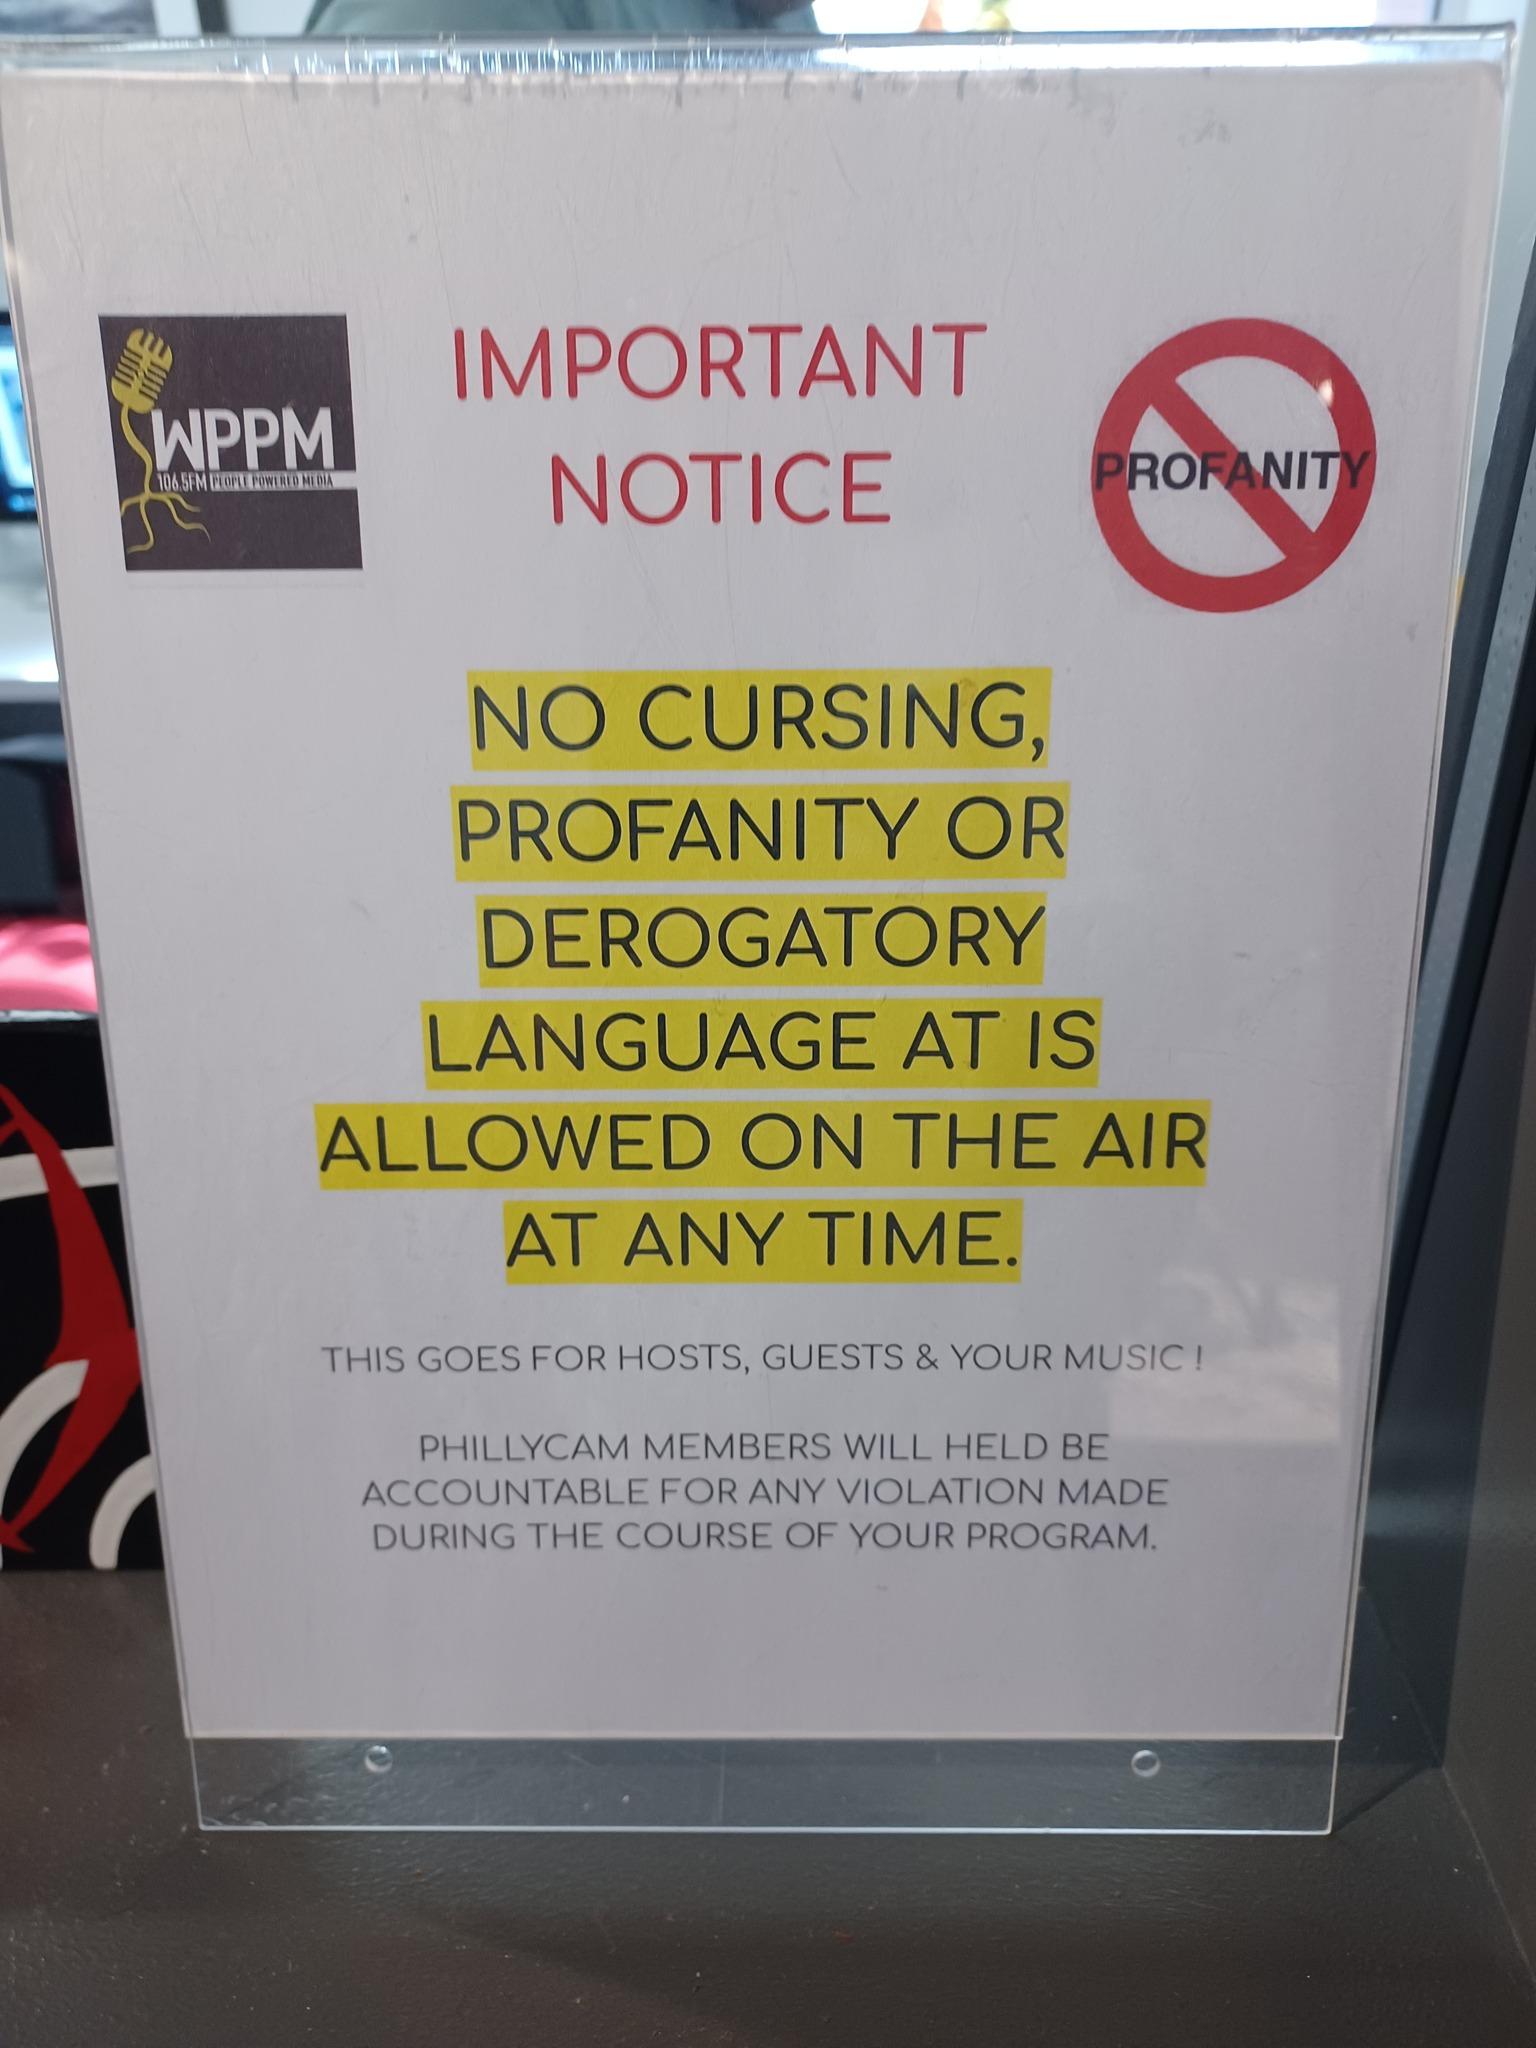 IMPORTANT
NOTICE
WPPM
106.5FM PEOPLE POWERED MEDIA
PROFANITY
NO CURSING,
PROFANITY OR
DEROGATORY
LANGUAGE AT IS
ALLOWED ON THE AIR
AT ANY TIME.
THIS GOES FOR HOSTS, GUESTS & YOUR MUSIC !
PHILLYCAM MEMBERS WILL HELD BE
ACCOUNTABLE FOR ANY VIOLATION MADE
DURING THE COURSE OF YOUR PROGRAM.